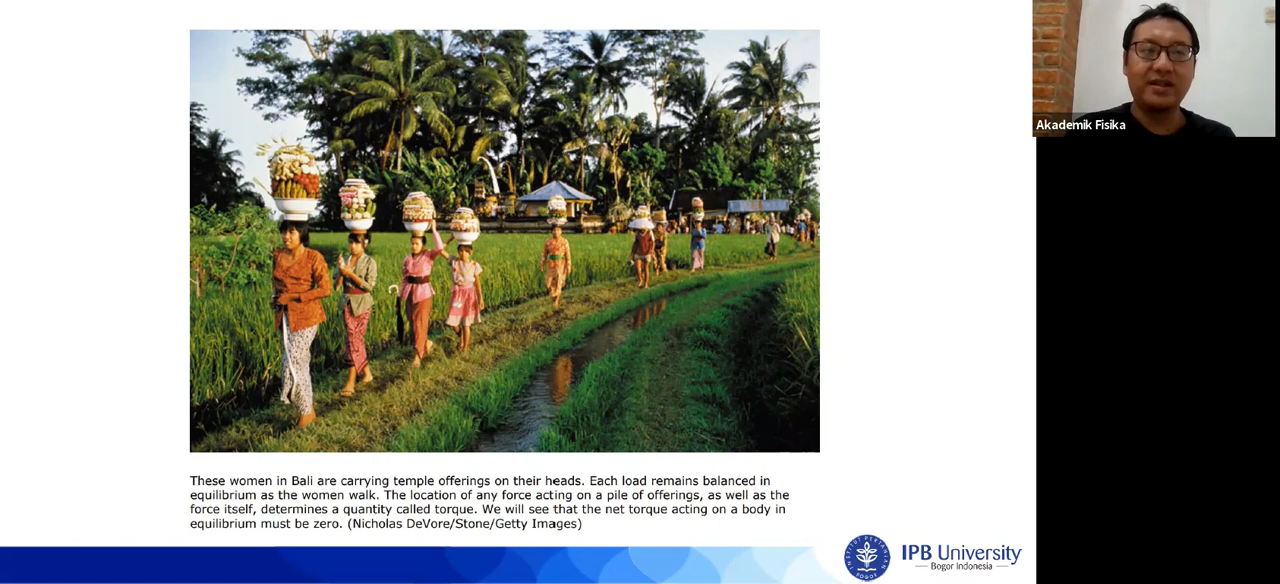 Akademik Fisika
These women in Bali are carrying temple offerings on their heads. Each load remains balanced in
equilibrium as the women walk. The location of any force acting on a pile of offerings, as well as the
force itself, determines a quantity called torque. We will see that the net torque acting on a body in
equilibrium must be zero. (Nicholas DeVore/Stone/Getty Images)
INSTITUT PERTANIAN
BOGOR
IPB University
Bogor Indonesia